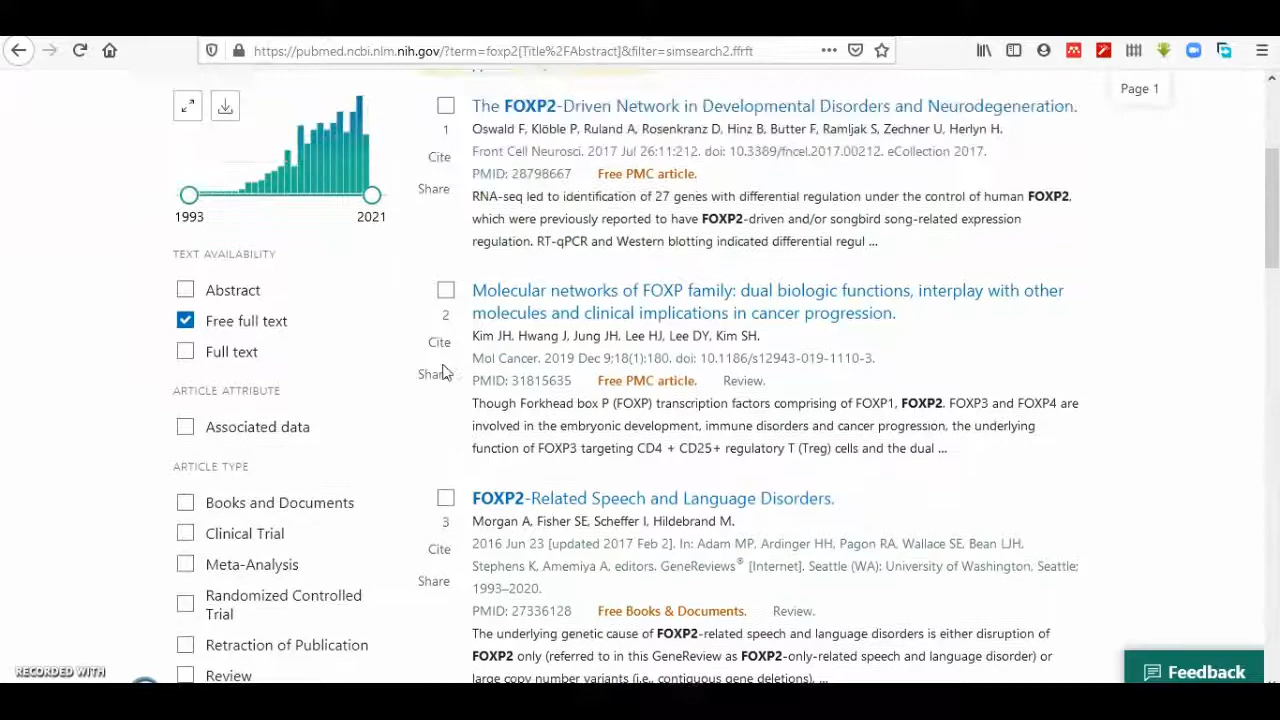 https://pubmed.ncbi.nlm.nih.gov/?term=foxp2[Title%2FAbstract]&filter=simsearch2.ffrft
Page 1
1993
2021
TEXT AVAILABILITY
Abstract
Free full text
Full text
ARTICLE ATTRIBUTE
Associated data
ARTICLE TYPE
Books and Documents
Clinical Trial
Meta-Analysis
Randomized Controlled
Trial
Retraction of Publication
Review
1
Cite
Share
The FOXP2-Driven Network in Developmental Disorders and Neurodegeneration.
Oswald F, Klöble P, Ruland A, Rosenkranz D, Hinz B, Butter F, Ramljak S, Zechner U, Herlyn H.
Front Cell Neurosci. 2017 Jul 26:11:212. doi: 10.3389/fncel.2017.00212. eCollection 2017.
PMID: 28798667 Free PMC article.
RNA-seq led to identification of 27 genes with differential regulation under the control of human FOXP2,
which were previously reported to have FOXP2-driven and/or songbird song-related expression
regulation. RT-qPCR and Western blotting indicated differential regul ...
2
Cite
Share
Molecular networks of FOXP family: dual biologic functions, interplay with other
molecules and clinical implications in cancer progression.
Kim JH, Hwang J, Jung JH, Lee HJ, Lee DY, Kim SH.
Mol Cancer. 2019 Dec 9;18(1):180. doi: 10.1186/s12943-019-1110-3.
PMID: 31815635 Free PMC article. Review.
Though Forkhead box P (FOXP) transcription factors comprising of FOXP1, FOXP2, FOXP3 and FOXP4 are
involved in the embryonic development, immune disorders and cancer progression, the underlying
function of FOXP3 targeting CD4 + CD25+ regulatory T (Treg) cells and the dual ...
3
Cite
Share
FOXP2-Related Speech and Language Disorders.
Morgan A, Fisher SE, Scheffer I, Hildebrand M.
2016 Jun 23 [updated 2017 Feb 2]. In: Adam MP, Ardinger HH, Pagon RA, Wallace SE, Bean LJH,
Stephens K, Amemiya A, editors. GeneReviews® [Internet]. Seattle (WA): University of Washington, Seattle;
1993–2020.
PMID: 27336128 Free Books & Documents. Review.
The underlying genetic cause of FOXP2-related speech and language disorders is either disruption of
FOXP2 only (referred to in this GeneReview as FOXP2-only-related speech and language disorder) or
large copy number variants (i.e., contiguous gene deletions), ...
Feedback
RECORDED WITH